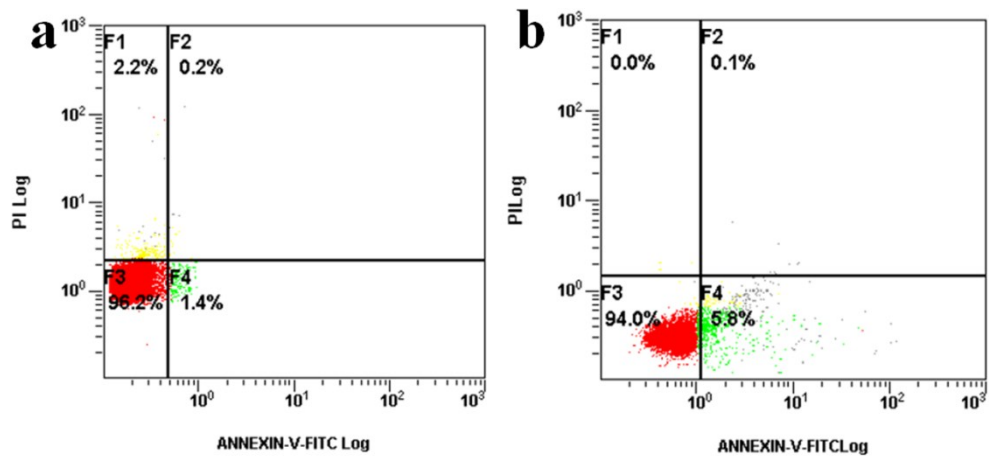 a
10³
F1
2.2%
F2
0.2%
10²
10¹
10⁰
F3
96.2%
F4
1.4%
PI Log
10⁰ 10¹ 10² 10³
ANNEXIN-V-FITC Log
b
10³
F1
0.0%
F2
0.1%
10²
10¹
10⁰
F3
94.0%
F4
5.8%
PILog
10⁰ 10¹ 10² 10³
ANNEXIN-V-FITCLog